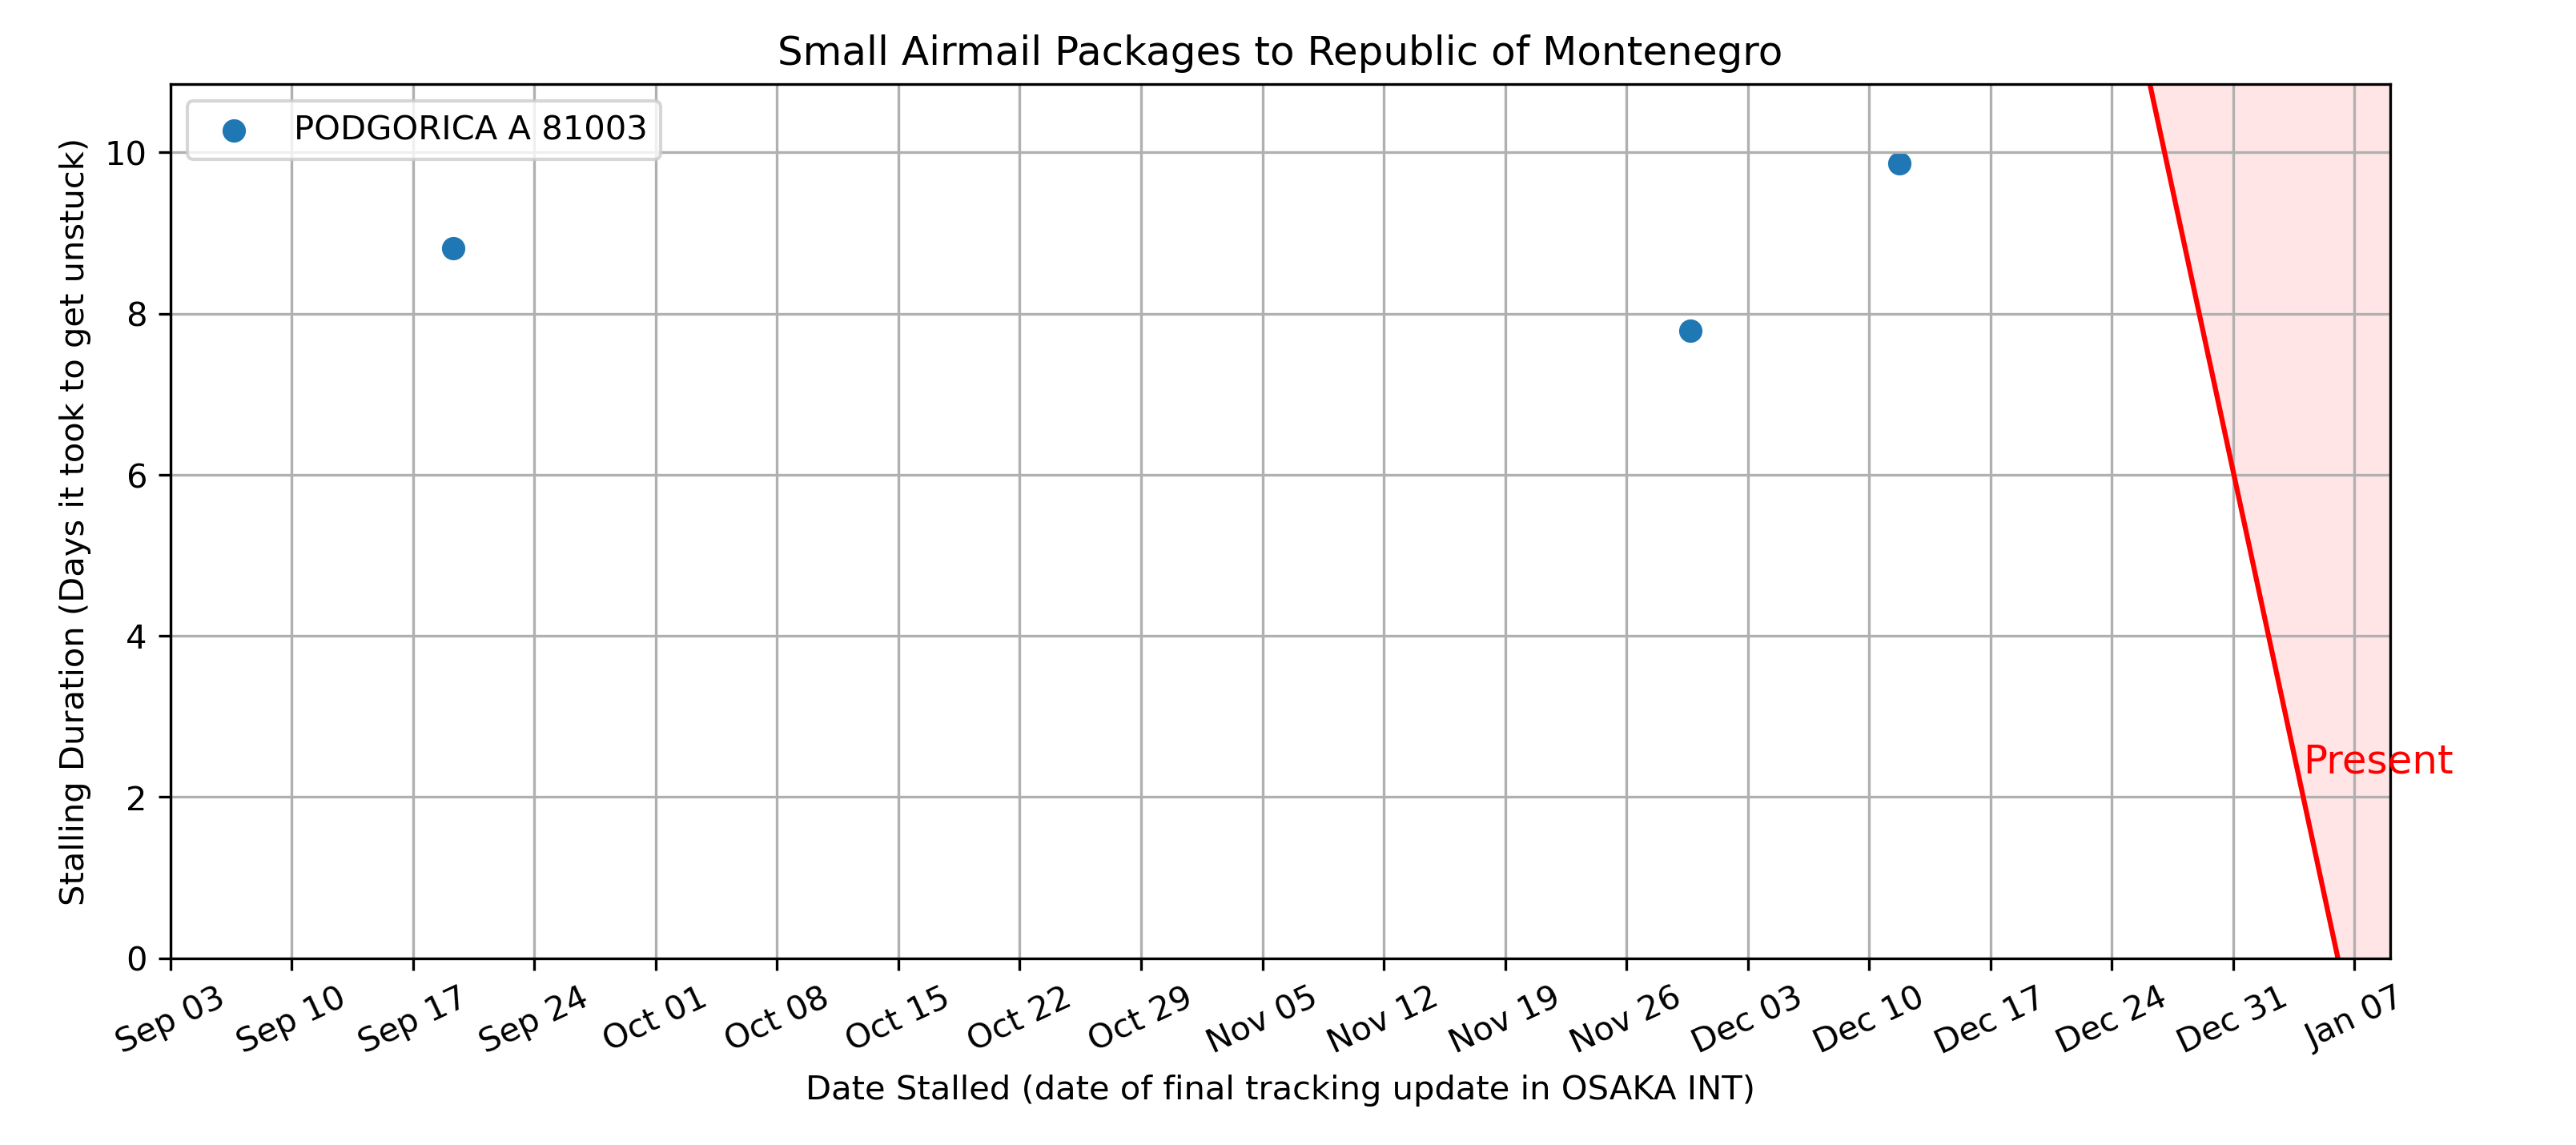 Small Airmail Packages to Republic of Montenegro
PODGORICA A 81003
Stalling Duration (Days it took to get unstuck)
10
8
6
4
2
0
Present
Sep 03
Sep 10
Sep 17
Sep 24
Oct 01
Oct 08
Oct 15
Oct 22
Oct 29
Nov 05
Nov 12
Nov 19
Nov 26
Dec 03
Dec 10
Dec 17
Dec 24
Dec 31
Jan 07
Date Stalled (date of final tracking update in OSAKA INT)